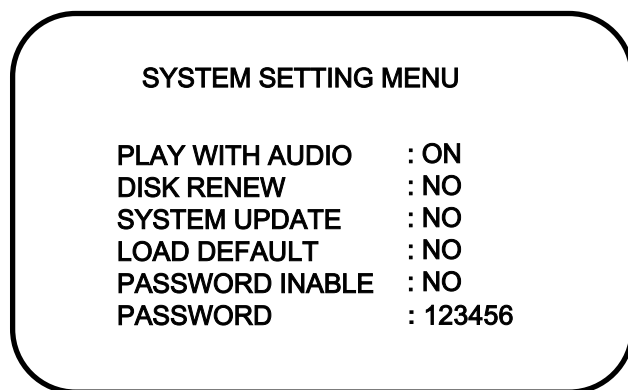 SYSTEM SETTING MENU
PLAY WITH AUDIO : ON
DISK RENEW : NO
SYSTEM UPDATE : NO
LOAD DEFAULT : NO
PASSWORD INABLE : NO
PASSWORD : 123456